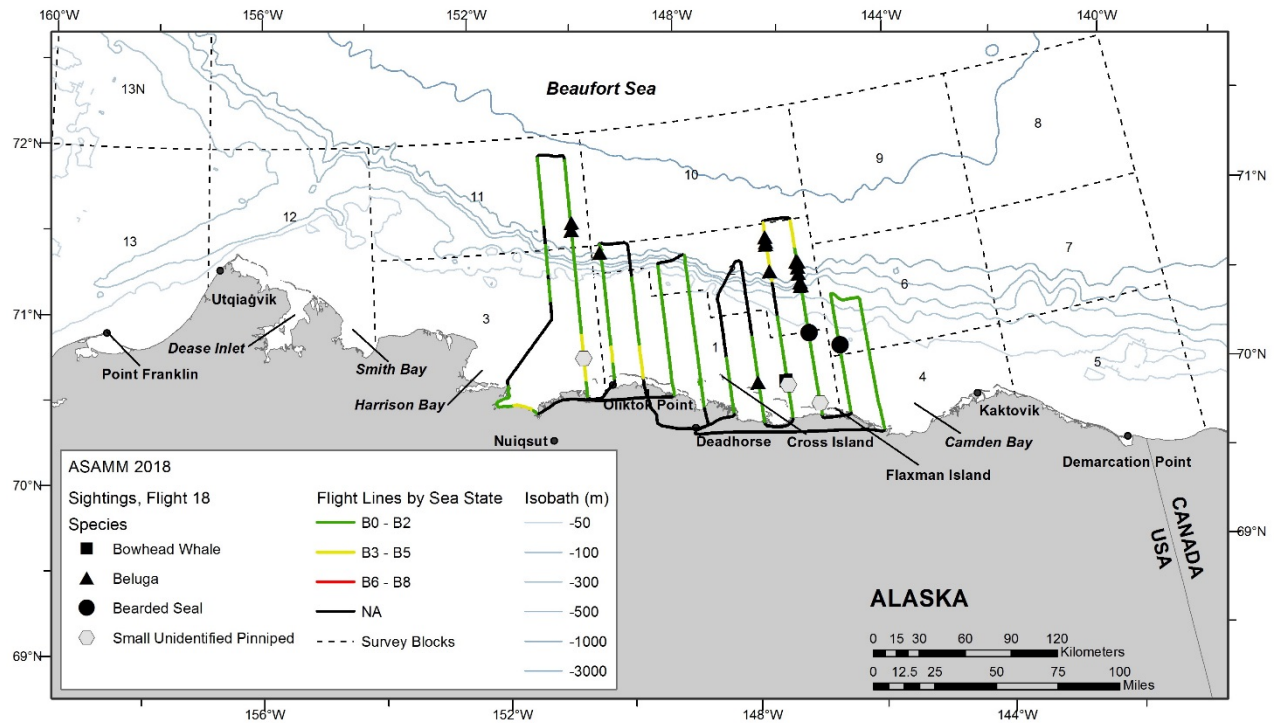 160°W 156°W 152°W 148°W 144°W 140°W
13N
Beaufort Sea
8
72°N
71°N
9
10
11
12
13
7
6
2
Utqiaġvik
71°N
3
Dease Inlet
1
70°N
Point Franklin
Smith Bay
5
4
Harrison Bay
Oliktok Point
Kaktovik
Nuiqsut
Deadhorse
Cross Island
Camden Bay
Flaxman Island
Demarcation Point
70°N
ASAMM 2018
Sightings, Flight 18
Species
Bowhead Whale
Beluga
Bearded Seal
Small Unidentified Pinniped
Flight Lines by Sea State
B0 - B2
B3 - B5
B6 - B8
NA
Survey Blocks
Isobath (m)
-50
-100
-300
-500
-1000
-3000
CANADA
USA
69°N
ALASKA
0 15 30 60 90 120
Kilometers
0 12.5 25 50 75 100
Miles
69°N
156°W 152°W 148°W 144°W